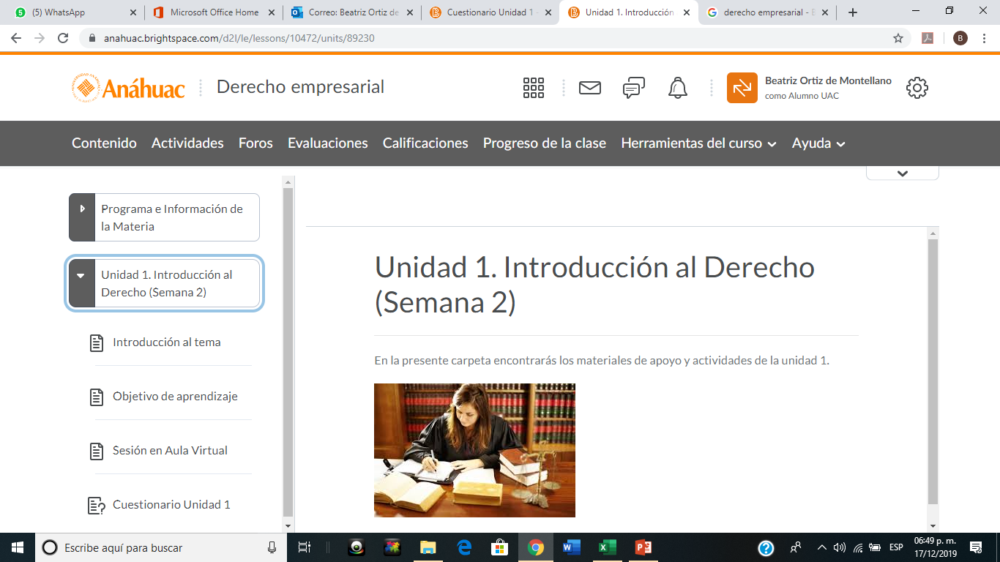 (5) WhatsApp
Microsoft Office Home
Correo: Beatriz Ortiz de
Cuestionario Unidad 1 -
Unidad 1. Introducción
derecho empresarial -
anahuac.brightspace.com/d2l/le/lessons/10472/units/89230
B
Anáhuac
Derecho empresarial
Beatriz Ortiz de Montellano
como Alumno UAC
Contenido Actividades Foros Evaluaciones Calificaciones Progreso de la clase Herramientas del curso Ayuda
Programa e Información de
la Materia
Unidad 1. Introducción al
Derecho (Semana 2)
Introducción al tema
Objetivo de aprendizaje
Sesión en Aula Virtual
Cuestionario Unidad 1
Unidad 1. Introducción al Derecho
(Semana 2)
En la presente carpeta encontrarás los materiales de apoyo y actividades de la unidad 1.
Escribe aquí para buscar
ESP
06:49 p. m.
17/12/2019